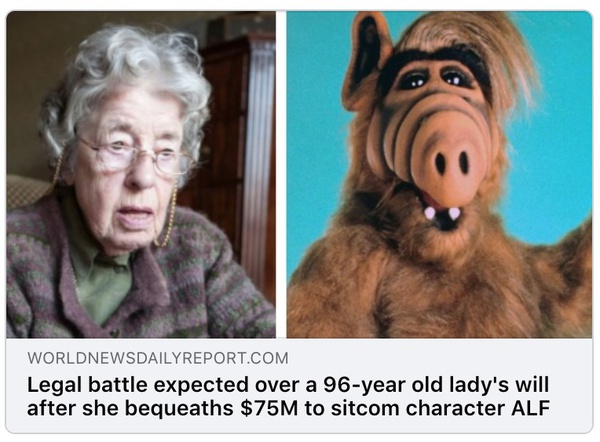 WORLDNEWSDAILYREPORT.COM
Legal battle expected over a 96-year old lady's will
after she bequeaths $75M to sitcom character ALF